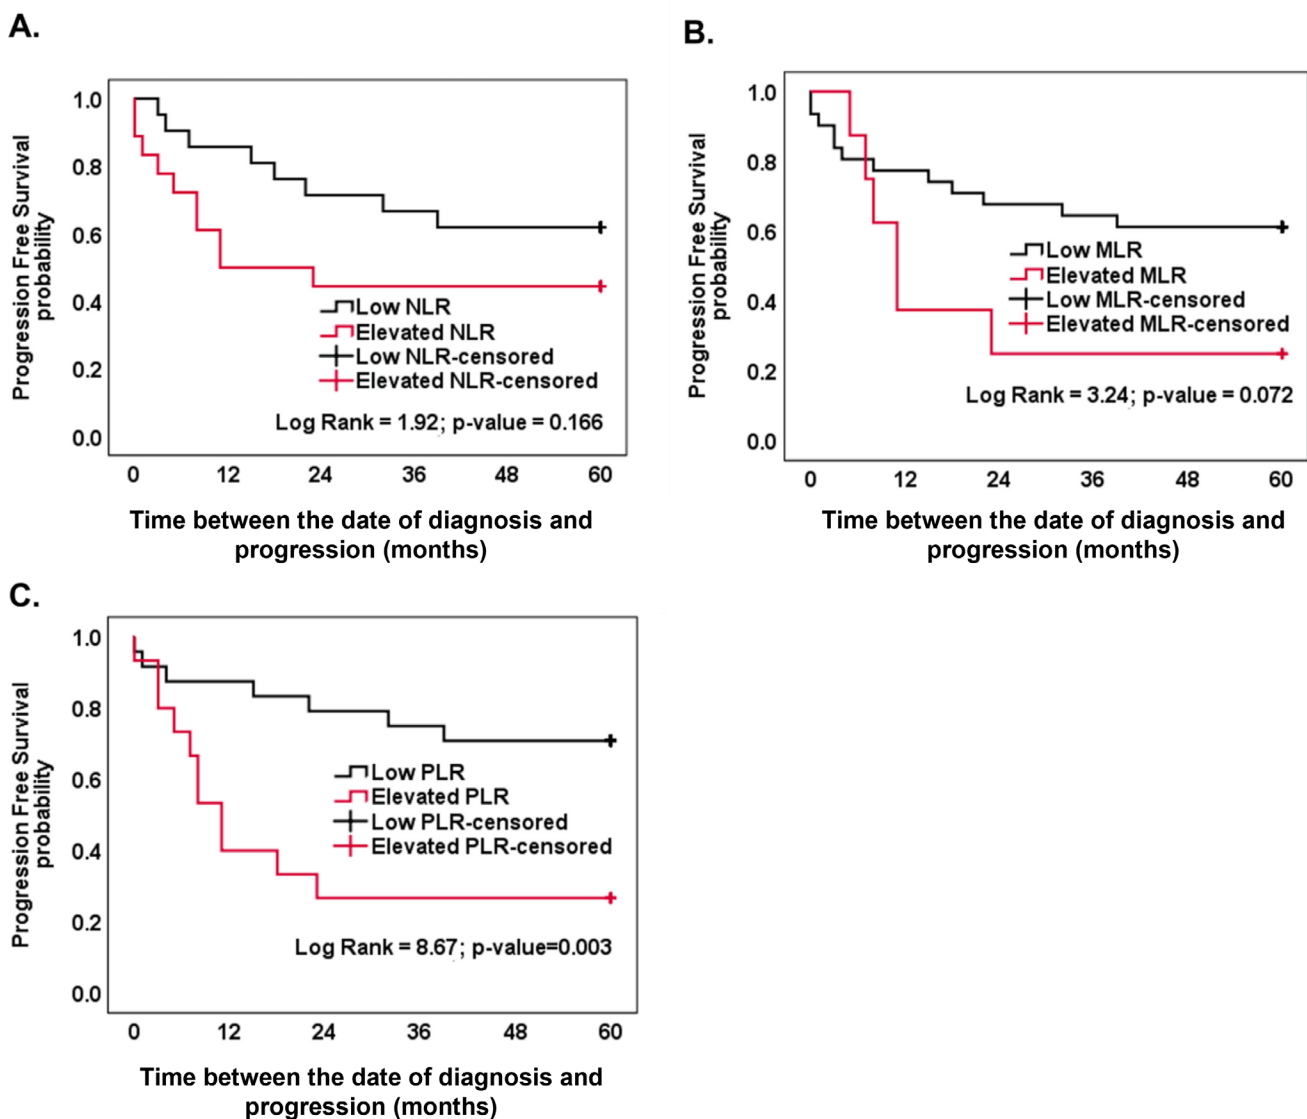 A.
1.0
0.8
0.6
0.4
0.2
0.0
Progression Free Survival
probability
Low NLR
Elevated NLR
Low NLR-censored
Elevated NLR-censored
Log Rank = 1.92; p-value = 0.166
0 12 24 36 48 60
Time between the date of diagnosis and
progression (months)
B.
1.0
0.8
0.6
0.4
0.2
0.0
Progression Free Survival
probability
Low MLR
Elevated MLR
Low MLR-censored
Elevated MLR-censored
Log Rank = 3.24; p-value = 0.072
0 12 24 36 48 60
Time between the date of diagnosis and
progression (months)
C.
1.0
0.8
0.6
0.4
0.2
0.0
Progression Free Survival
probability
Low PLR
Elevated PLR
Low PLR-censored
Elevated PLR-censored
Log Rank = 8.67; p-value=0.003
0 12 24 36 48 60
Time between the date of diagnosis and
progression (months)